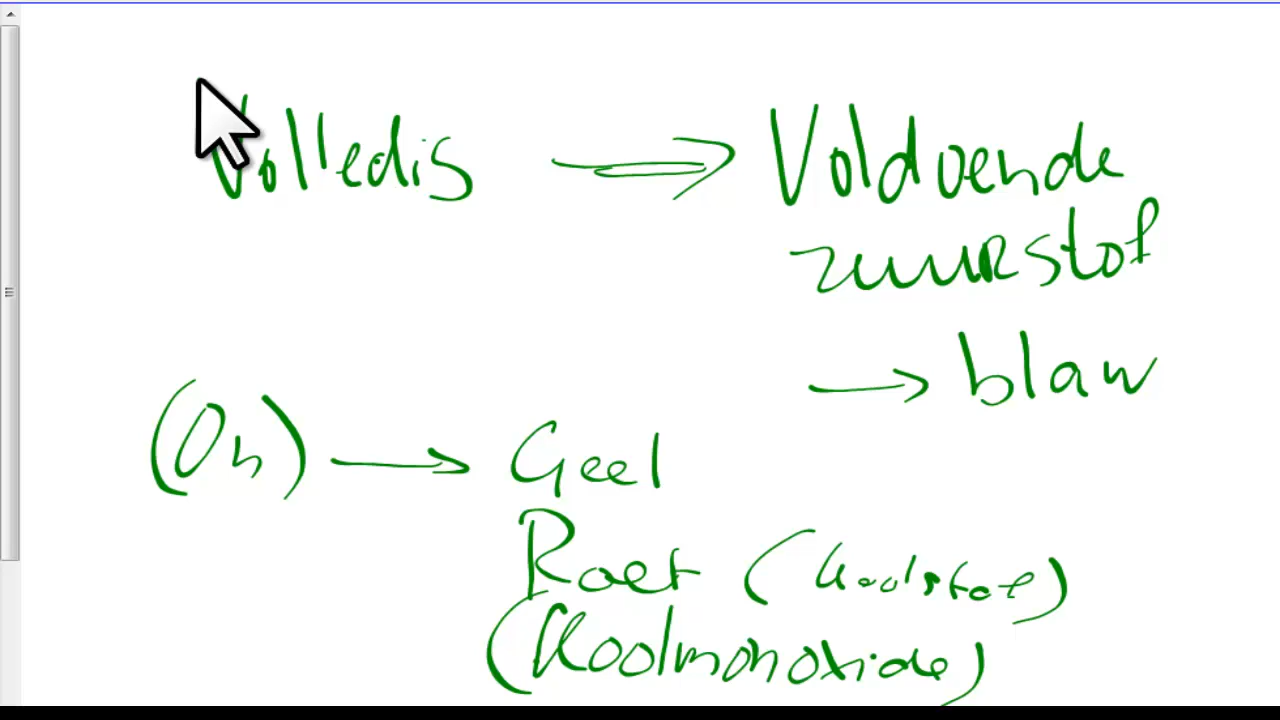 Volledig ⟹ Voldoende
zuurstof
→ blauw
(On) → Geel
Roet (koolstof)
(Koolmonoxide)